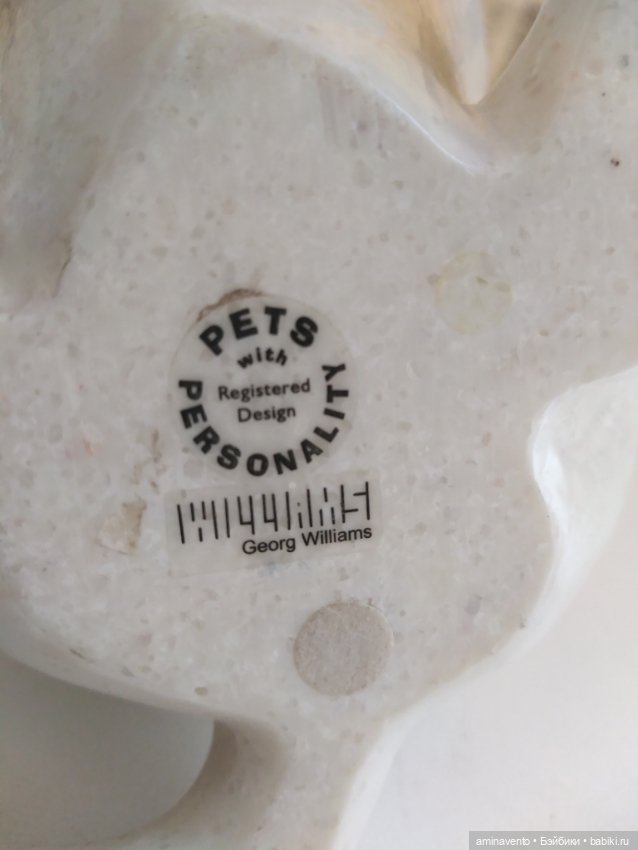 PETS
with
PERSONALITY
Registered
Design
Georg Williams
aminavento • Бэйбики • babiki.ru